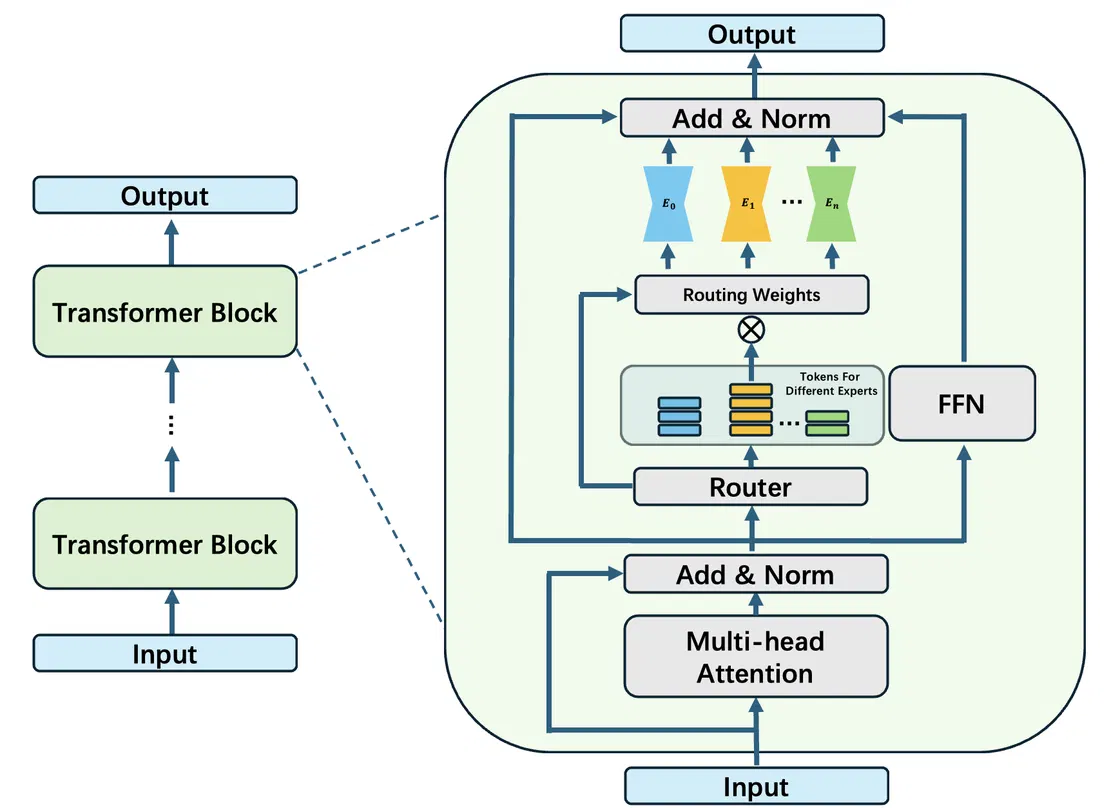 Output
Transformer Block
...
Transformer Block
Input
Output
Add & Norm
E0
E1
...
En
Routing Weights
Tokens For
Different Experts
...
FFN
Router
Add & Norm
Multi-head
Attention
Input